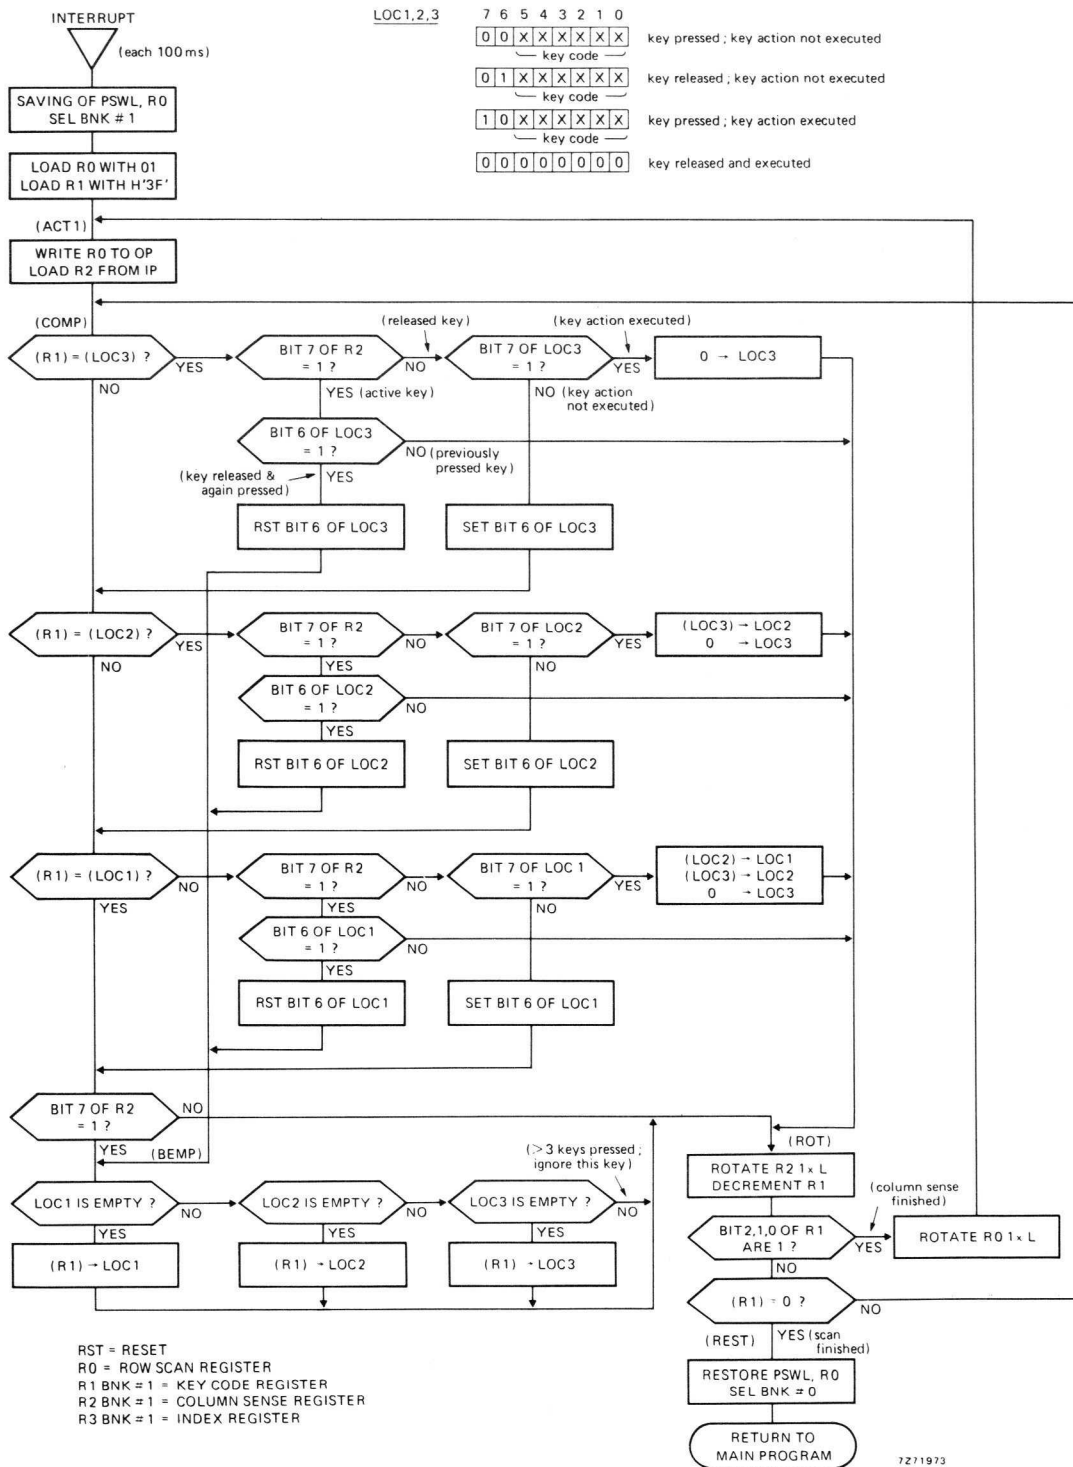 INTERRUPT
(each 100ms)
SAVING OF PSWL, R0
SEL BNK # 1
LOAD R0 WITH 01
LOAD R1 WITH H'3F'
LOC1,2,3
7 6 5 4 3 2 1 0
0 0 X X X X X X
key pressed ; key action not executed
key code
0 1 X X X X X X
key released ; key action not executed
key code
1 0 X X X X X X
key pressed ; key action executed
key code
0 0 0 0 0 0 0 0
key released and executed
(ACT1)
WRITE R0 TO OP
LOAD R2 FROM IP
(COMP)
(R1) = (LOC3) ?
YES
NO
BIT 7 OF R2
= 1 ?
(released key)
NO
YES (active key)
BIT 7 OF LOC3
= 1 ?
(key action executed)
YES
NO (key action
not executed)
0 → LOC3
BIT 6 OF LOC3
= 1 ?
NO (previously
pressed key)
(key released &
again pressed)
YES
RST BIT 6 OF LOC3
SET BIT 6 OF LOC3
(R1) = (LOC2) ?
YES
NO
BIT 7 OF R2
= 1 ?
NO
YES
BIT 7 OF LOC2
= 1 ?
YES
NO
(LOC3) → LOC2
0 → LOC3
BIT 6 OF LOC2
= 1 ?
NO
YES
RST BIT 6 OF LOC2
SET BIT 6 OF LOC2
(R1) = (LOC1) ?
NO
YES
BIT 7 OF R2
= 1 ?
NO
YES
BIT 7 OF LOC 1
= 1 ?
YES
NO
(LOC2) → LOC1
(LOC3) → LOC2
0 → LOC3
BIT 6 OF LOC1
= 1 ?
NO
YES
RST BIT 6 OF LOC1
SET BIT 6 OF LOC1
BIT 7 OF R2
= 1 ?
NO
YES
(BEMP)
LOC1 IS EMPTY ?
NO
YES
LOC2 IS EMPTY ?
NO
YES
LOC3 IS EMPTY ?
(>3 keys pressed ;
ignore this key)
NO
YES
(R1) → LOC1
(R1) → LOC2
(R1) → LOC3
(ROT)
ROTATE R2 1x L
DECREMENT R1
(column sense
finished)
BIT2,1,0 OF R1
ARE 1 ?
YES
NO
ROTATE R0 1x L
(R1) = 0 ?
NO
(REST)
YES (scan
finished)
RESTORE PSWL, R0
SEL BNK # 0
RETURN TO
MAIN PROGRAM
RST = RESET
R0 = ROW SCAN REGISTER
R1 BNK # 1 = KEY CODE REGISTER
R2 BNK # 1 = COLUMN SENSE REGISTER
R3 BNK # 1 = INDEX REGISTER
7Z71973